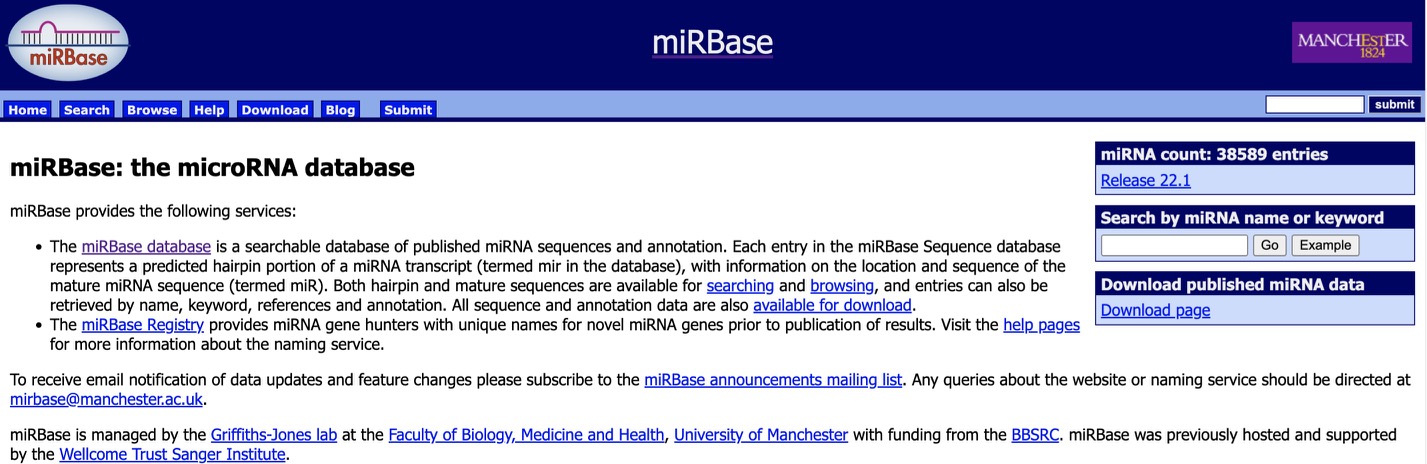 miRBase
miRBase
MANCHESTER
1824
Home Search Browse Help Download Blog Submit
submit
miRBase: the microRNA database
miRBase provides the following services:
• The miRBase database is a searchable database of published miRNA sequences and annotation. Each entry in the miRBase Sequence database
represents a predicted hairpin portion of a miRNA transcript (termed mir in the database), with information on the location and sequence of the
mature miRNA sequence (termed miR). Both hairpin and mature sequences are available for searching and browsing, and entries can also be
retrieved by name, keyword, references and annotation. All sequence and annotation data are also available for download.
• The miRBase Registry provides miRNA gene hunters with unique names for novel miRNA genes prior to publication of results. Visit the help pages
for more information about the naming service.
miRNA count: 38589 entries
Release 22.1
Search by miRNA name or keyword
Go Example
Download published miRNA data
Download page
To receive email notification of data updates and feature changes please subscribe to the miRBase announcements mailing list. Any queries about the website or naming service should be directed at
mirbase@manchester.ac.uk.
miRBase is managed by the Griffiths-Jones lab at the Faculty of Biology, Medicine and Health, University of Manchester with funding from the BBSRC. miRBase was previously hosted and supported
by the Wellcome Trust Sanger Institute.